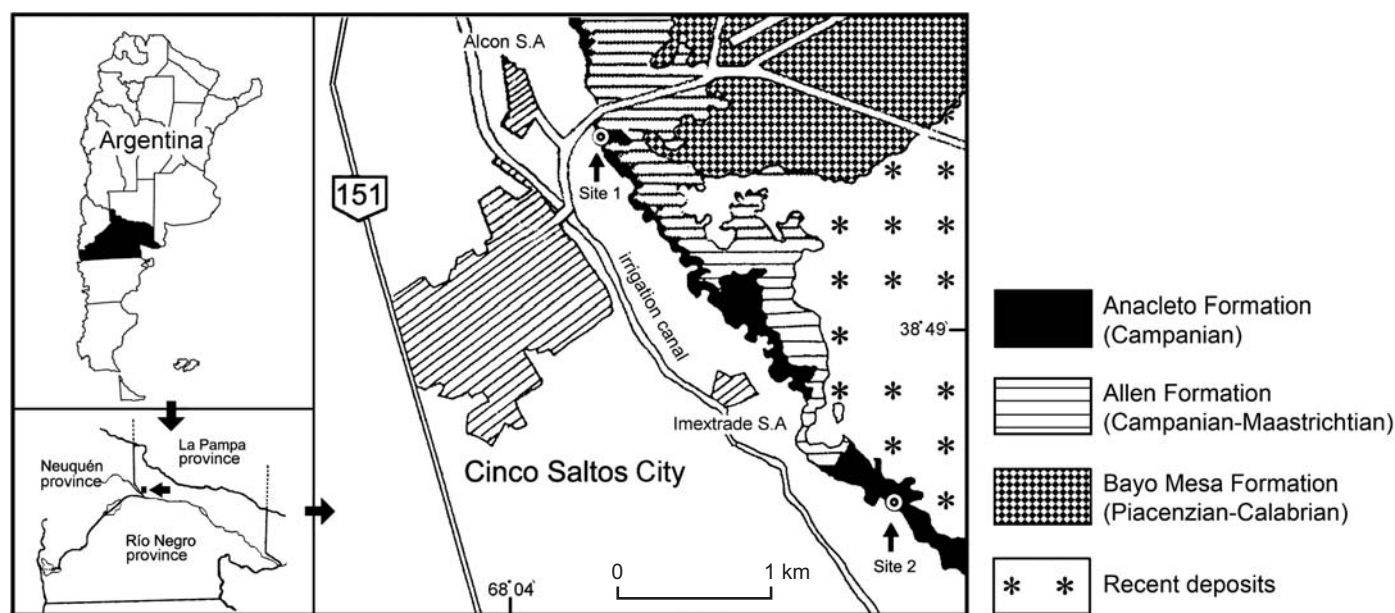 Argentina
Neuquén
province
La Pampa
province
Río Negro
province
Alcon S.A
151
Site 1
irrigation canal
38° 49'
Imextrade S.A
Cinco Saltos City
Site 2
68° 04'
0 1 km
Anacleto Formation
(Campanian)
Allen Formation
(Campanian-Maastrichtian)
Bayo Mesa Formation
(Piacenzian-Calabrian)
Recent deposits